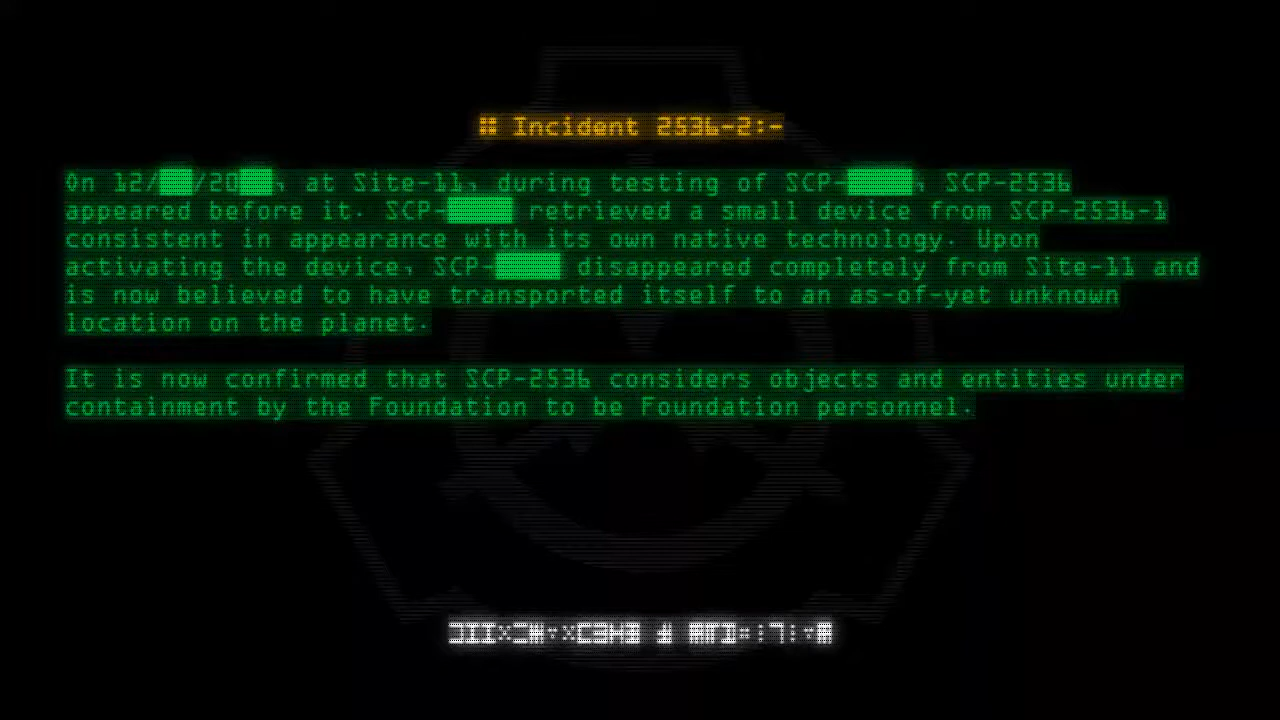 # Incident 2536-2:-
On 12/██/20██, at Site-11, during testing of SCP-████, SCP-2536
appeared before it. SCP-████ retrieved a small device from SCP-2536-1
consistent in appearance with its own native technology. Upon
activating the device, SCP-████ disappeared completely from Site-11 and
is now believed to have transported itself to an as-of-yet unknown
location on the planet.
It is now confirmed that SCP-2536 considers objects and entities under
containment by the Foundation to be Foundation personnel.